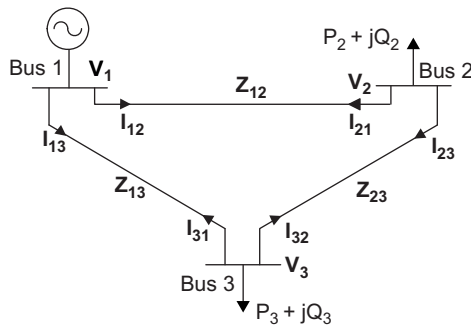 P2 + jQ2
Bus 1
V1
Z12
V2
Bus 2
I12
I21
I13
I23
Z13
Z23
I31
I32
Bus 3
V3
P3 + jQ3